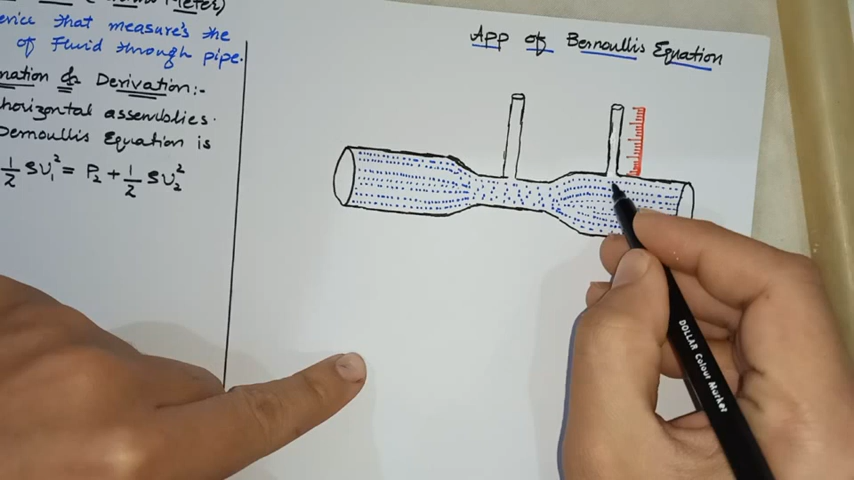 Meter)
device that measure's the
of Fluid through pipe.
& Derivation:-
horizontal assemblies.
Bernoullis Equation is
1/2 ρv₁² = P₂ + 1/2 ρv₂²
App of Bernoullis Equation
DOLLAR Colour Marker